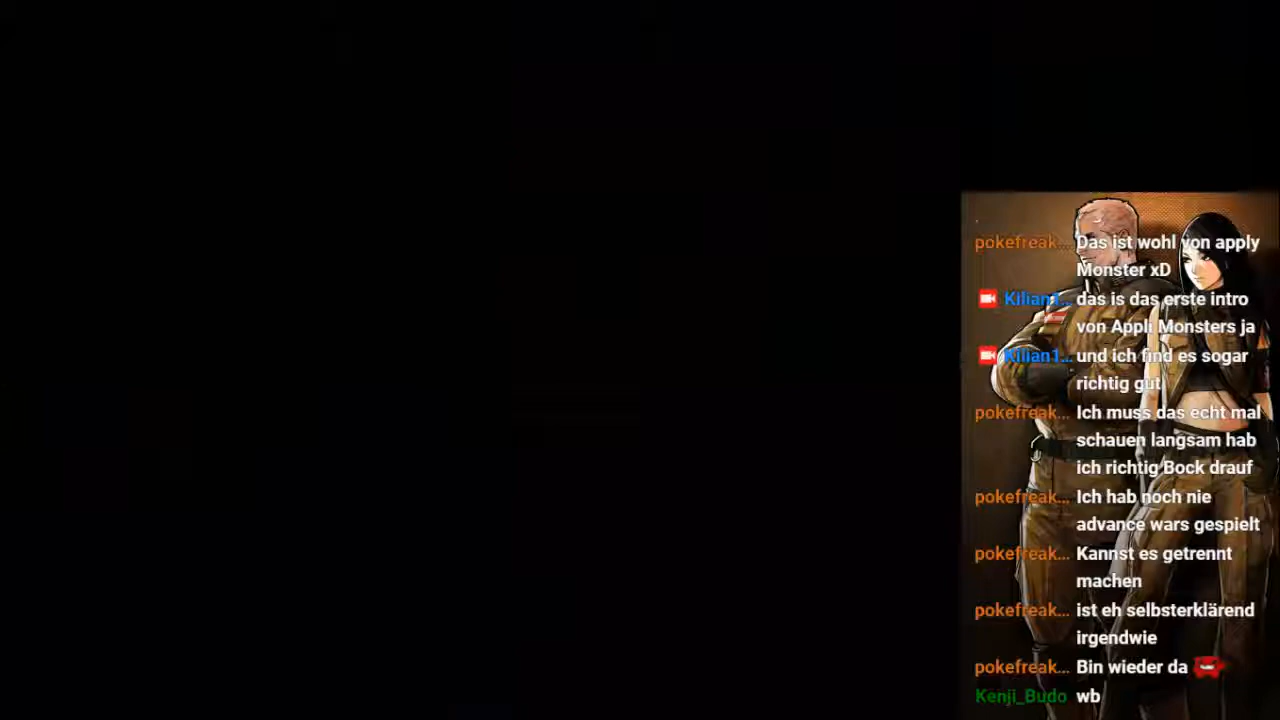 pokefreak... Das ist wohl von apply
Monster xD
Kilian1... das is das erste intro
von Appli Monsters ja
Kilian1... und ich find es sogar
richtig gut
pokefreak... Ich muss das echt mal
schauen langsam hab
ich richtig Bock drauf
pokefreak... Ich hab noch nie
advance wars gespielt
pokefreak... Kannst es getrennt
machen
pokefreak... ist eh selbsterklärend
irgendwie
pokefreak... Bin wieder da
Kenji_Budo wb